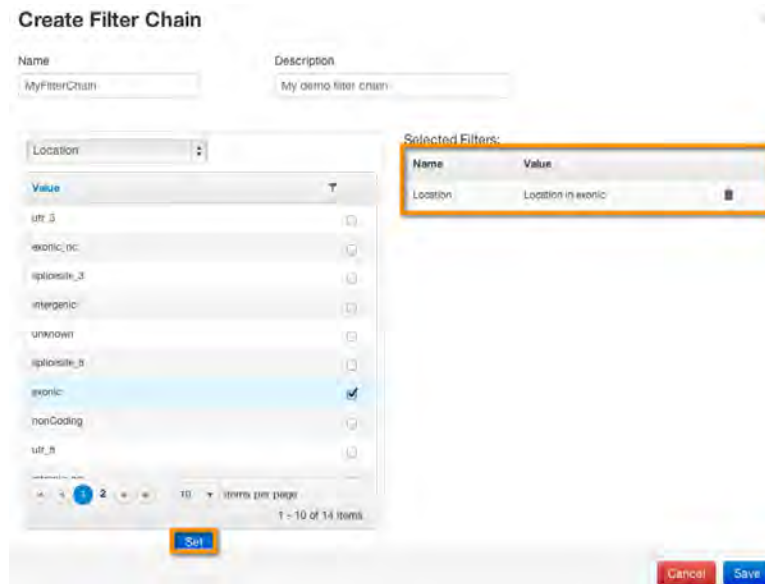 Create Filter Chain
Name
Description
MyFilterChain
My demo filter chain
Location
Selected Filters:
Name Value
Location Location in exonic
Value
utr_3
exonic_nc
splicesite_3
intergenic
unknown
splicesite_5
exonic
nonCoding
utr_5
1 2 10 items per page
1 - 10 of 14 items
Set
Cancel Save